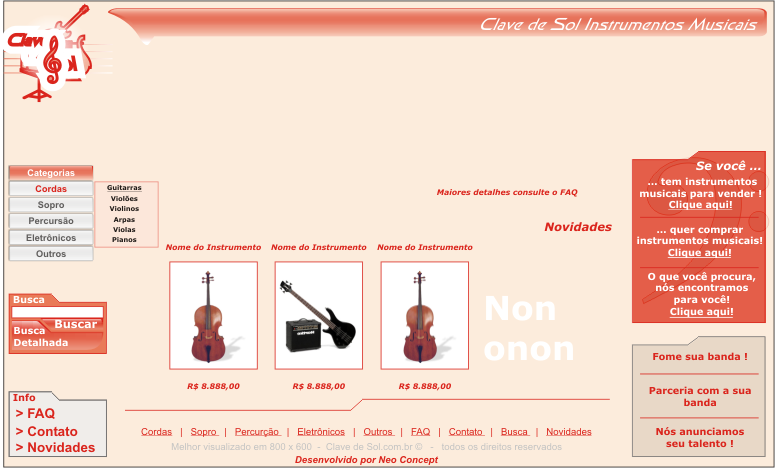 Clave de Sol Instrumentos Musicais
Clav
Categorias
Cordas
Sopro
Percursão
Eletrônicos
Outros
Guitarras
Violões
Violinos
Arpas
Violas
Pianos
Maiores detalhes consulte o FAQ
Novidades
Nome do Instrumento
Nome do Instrumento
Nome do Instrumento
R$ 8.888,00
R$ 8.888,00
R$ 8.888,00
Non
onon
Se você ...
... tem instrumentos
musicais para vender !
Clique aqui!
... quer comprar
instrumentos musicais!
Clique aqui!
O que você procura,
nós encontramos
para você!
Clique aqui!
Busca
Buscar
Busca
Detalhada
Fome sua banda !
Parceria com a sua
banda
Nós anunciamos
seu talento !
Info
> FAQ
> Contato
> Novidades
Cordas | Sopro | Percurção | Eletrônicos | Outros | FAQ | Contato | Busca | Novidades
Melhor visualizado em 800 x 600 - Clave de Sol.com.br © - todos os direitos reservados
Desenvolvido por Neo Concept